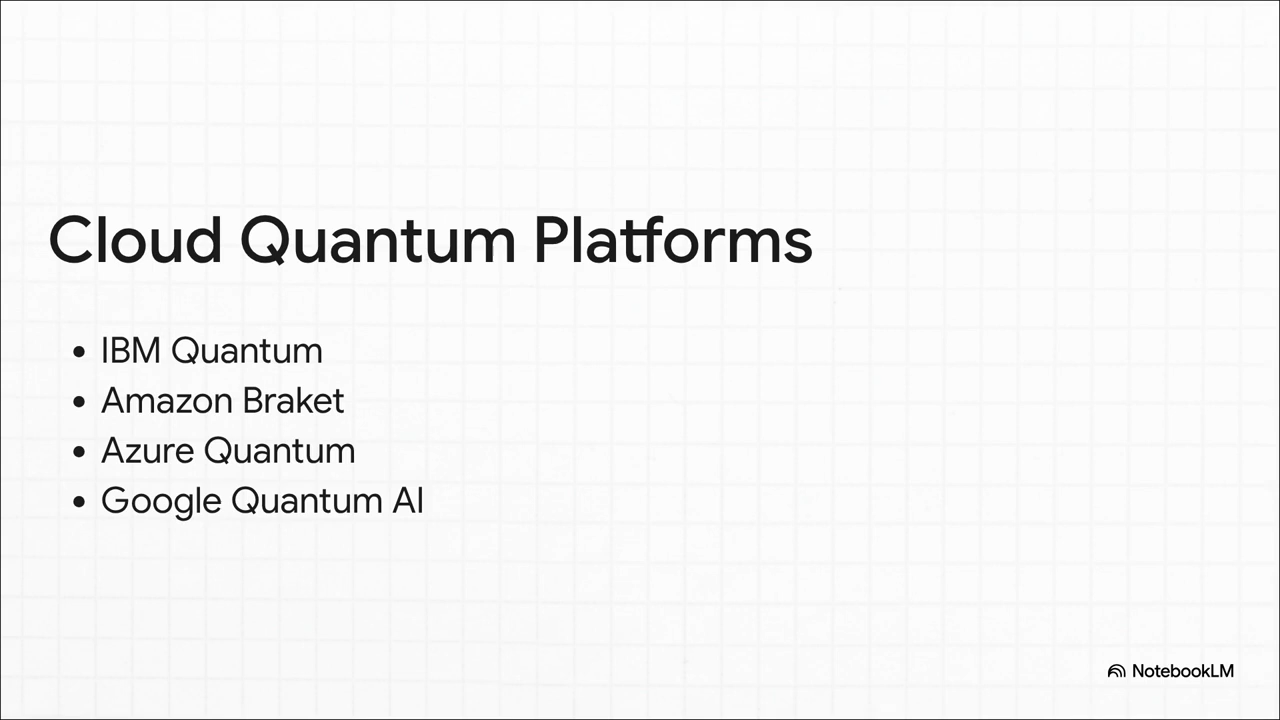 Cloud Quantum Platforms
• IBM Quantum
• Amazon Braket
• Azure Quantum
• Google Quantum AI
NotebookLM